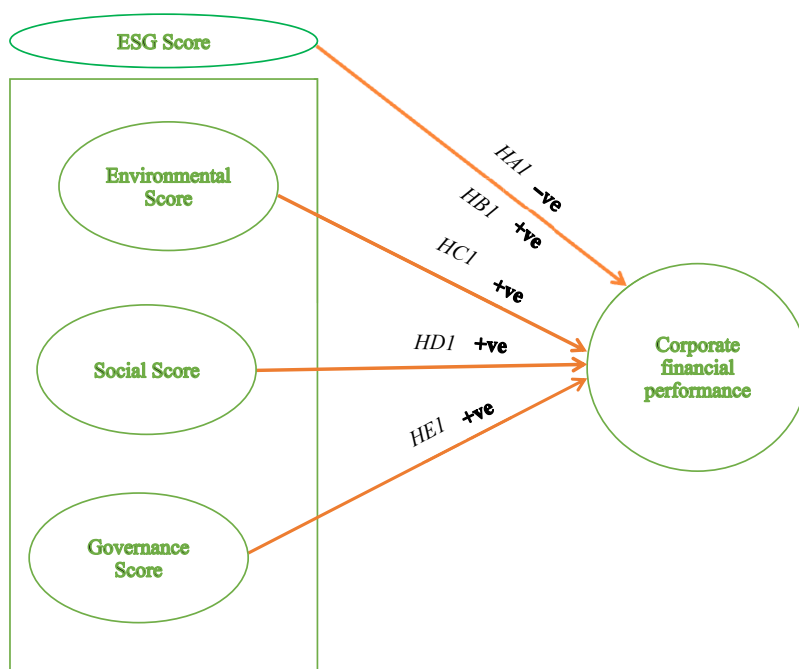 ESG Score
Environmental
Score
Social Score
Governance
Score
HA1 -ve
HB1 +ve
HC1 +ve
HD1 +ve
HE1 +ve
Corporate
financial
performance